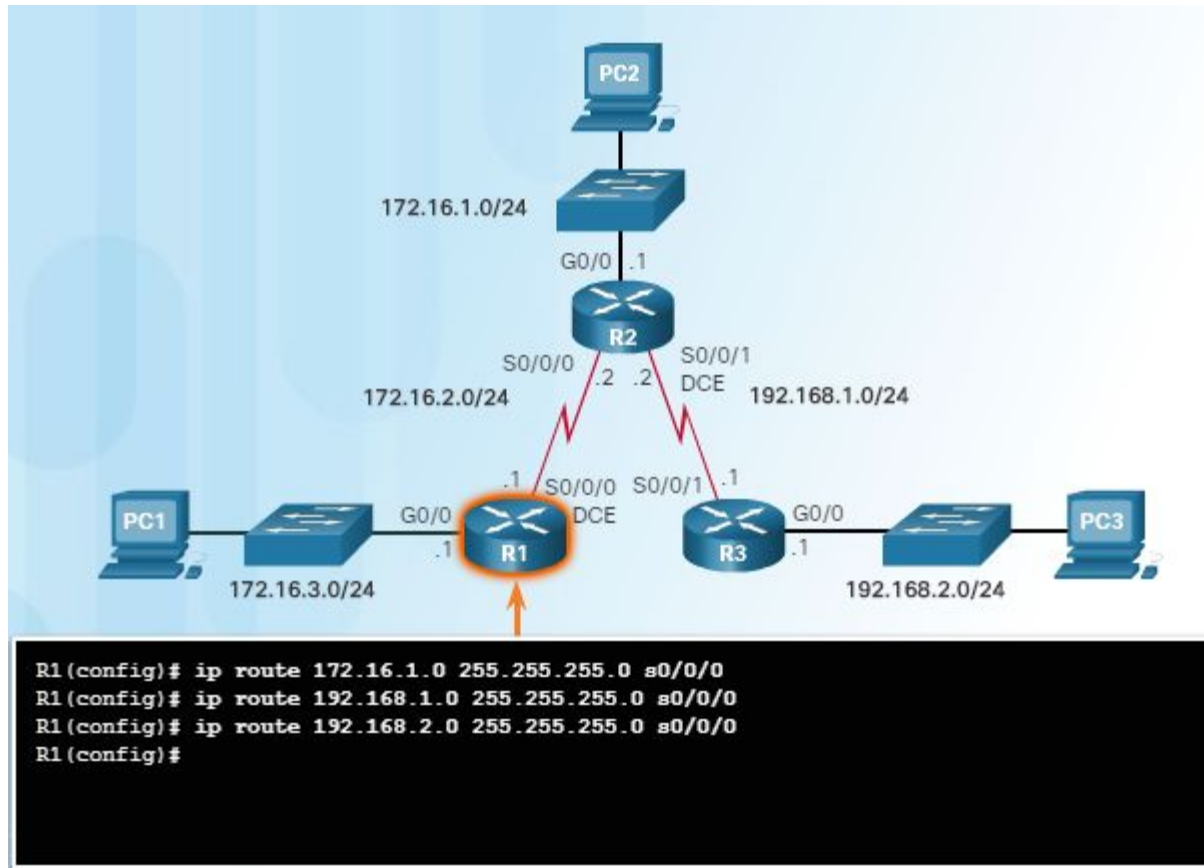 PC2
172.16.1.0/24
G0/0 .1
R2
S0/0/0 .2 .2 S0/0/1
DCE
172.16.2.0/24 192.168.1.0/24
.1 S0/0/0 S0/0/1 .1
DCE
PC1 G0/0 .1 R1 R3 G0/0 .1 PC3
172.16.3.0/24 192.168.2.0/24
R1(config)# ip route 172.16.1.0 255.255.255.0 s0/0/0
R1(config)# ip route 192.168.1.0 255.255.255.0 s0/0/0
R1(config)# ip route 192.168.2.0 255.255.255.0 s0/0/0
R1(config)#